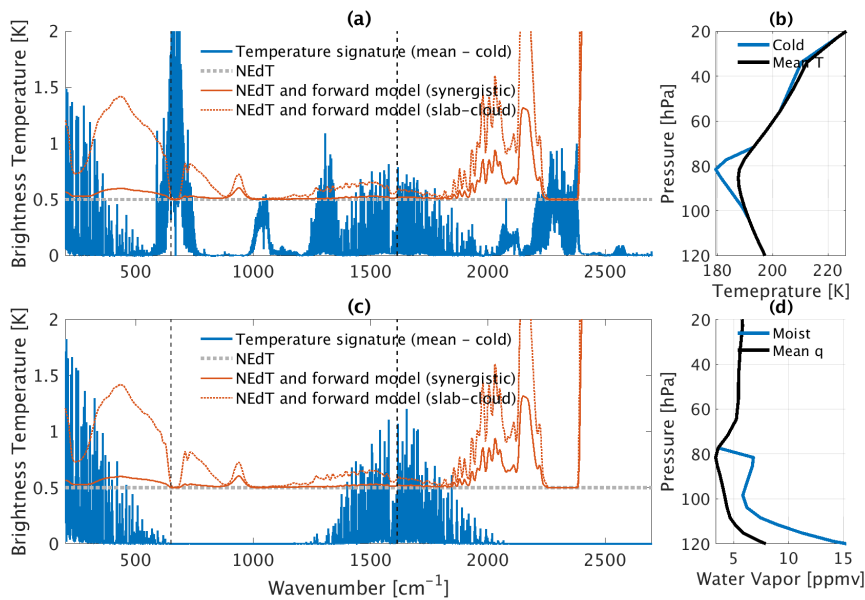 (a)
Brightness Temperature [K]
2
1.5
1
0.5
0
Temperature signature (mean - cold)
NEdT
NEdT and forward model (synergistic)
NEdT and forward model (slab-cloud)
500
1000
1500
2000
2500
(b)
Pressure [hPa]
20
40
60
80
100
120
Cold
Mean T
180
200
220
Temeprature [K]
(c)
Brightness Temperature [K]
2
1.5
1
0.5
0
Temperature signature (mean - cold)
NEdT
NEdT and forward model (synergistic)
NEdT and forward model (slab-cloud)
500
1000
1500
2000
2500
Wavenumber [cm⁻¹]
(d)
Pressure [hPa]
20
40
60
80
100
120
Moist
Mean q
5
10
15
Water Vapor [ppmv]